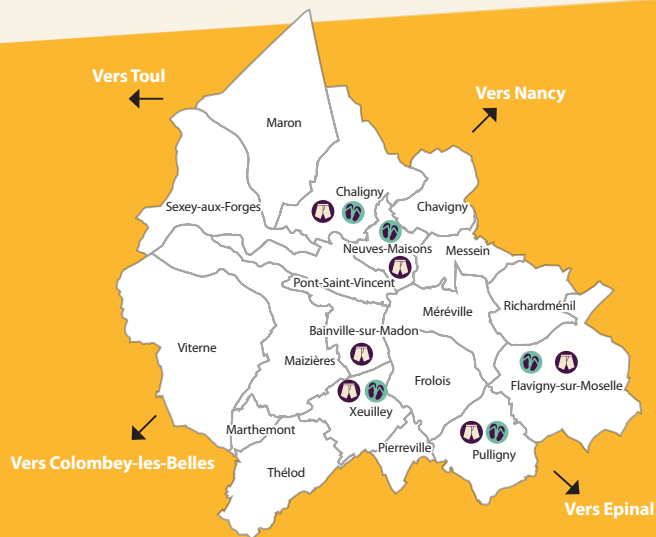 Vers Toul
Vers Nancy
Maron
Chaligny
Sexey-aux-Forges
Chavigny
Neuves-Maisons
Messein
Pont-Saint-Vincent
Richardménil
Méréville
Bainville-sur-Madon
Viterne
Maizières
Frolois
Flavigny-sur-Moselle
Xeuilley
Marthemont
Pierreville
Pulligny
Vers Colombey-les-Belles
Thélod
Vers Epinal